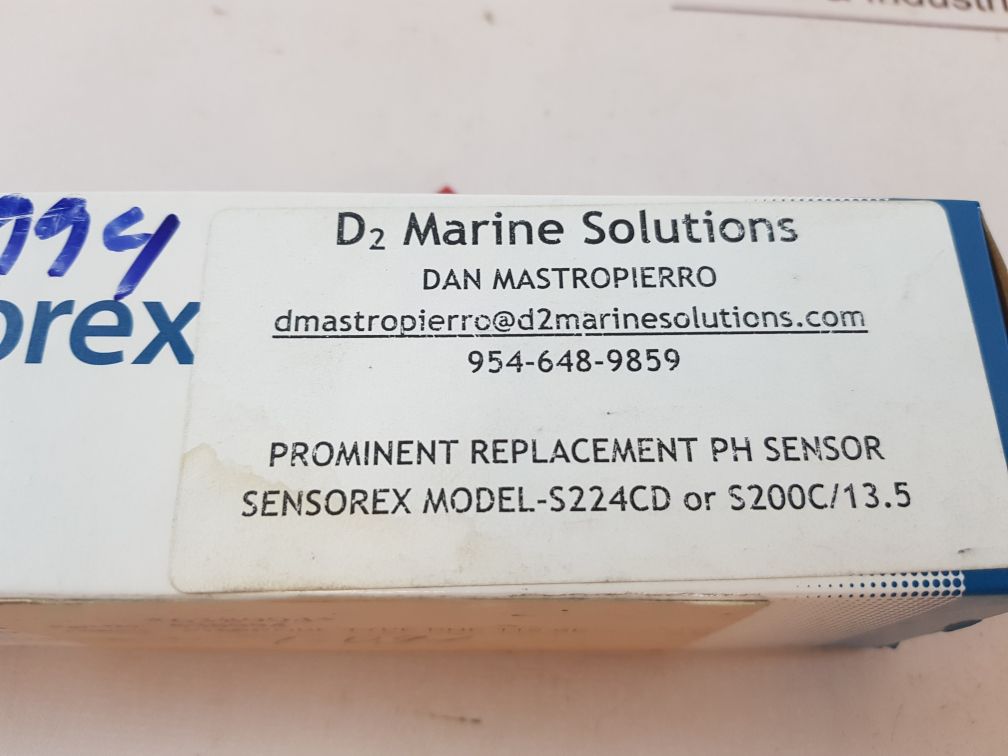 D₂ Marine Solutions
DAN MASTROPIERRO
dmastropierro@d2marinesolutions.com
954-648-9859
PROMINENT REPLACEMENT PH SENSOR
SENSOREX MODEL-S224CD or S200C/13.5
orex